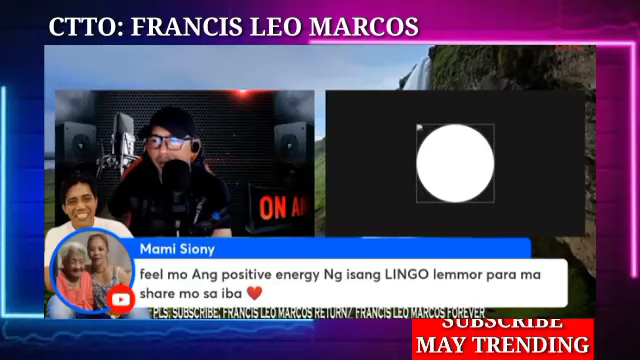 CTTO: FRANCIS LEO MARCOS
ON AI
Mami Siony
feel mo Ang positive energy Ng isang LINGO lemmor para ma
share mo sa iba ❤️
PLS. SUBSCRIBE: FRANCIS LEO MARCOS RETURN/ FRANCIS LEO MARCOS FOREVER
SUBSCRIBE
MAY TRENDING